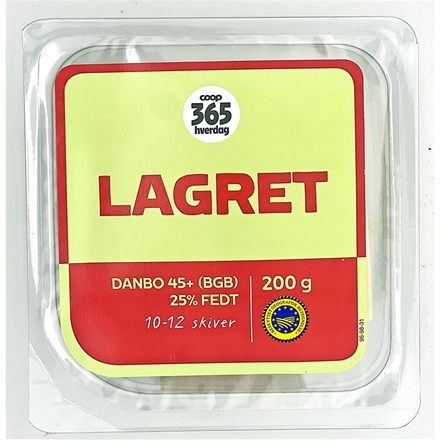 coop
365
hverdag
LAGRET
DANBO 45+ (BGB)
25% FEDT
10-12 skiver
200 g